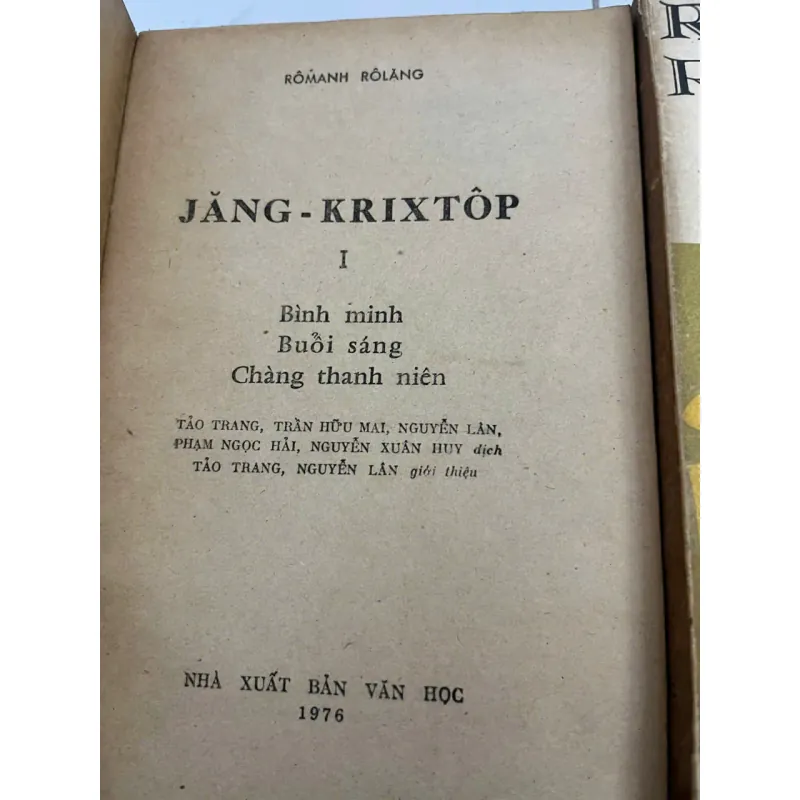 RÔMANH RÔLĂNG
JĂNG - KRIXTÔP
I
Bình minh
Buổi sáng
Chàng thanh niên
TẢO TRANG, TRẦN HỮU MAI, NGUYỄN LÂN,
PHẠM NGỌC HẢI, NGUYỄN XUÂN HUY dịch
TẢO TRANG, NGUYỄN LÂN giới thiệu
NHÀ XUẤT BẢN VĂN HỌC
1976